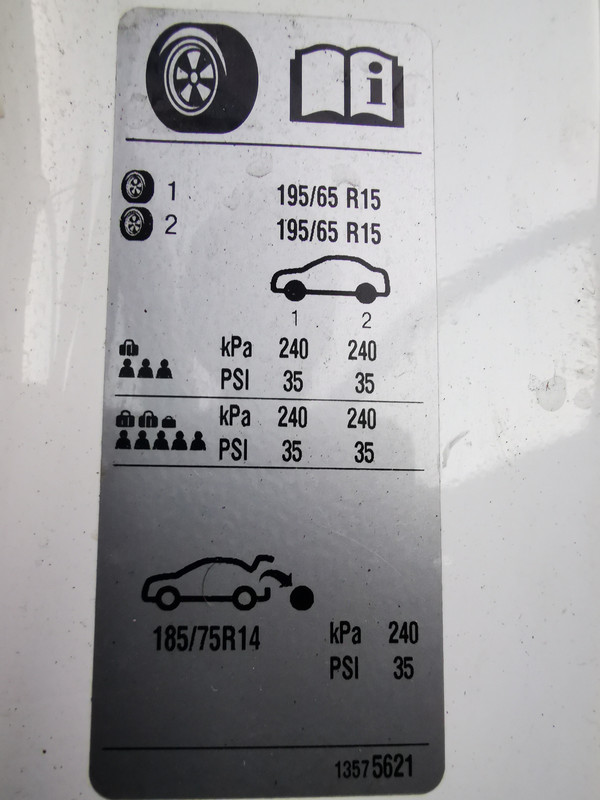 i
1 195/65 R15
2 195/65 R15
1 2
kPa 240 240
PSI 35 35
kPa 240 240
PSI 35 35
185/75R14 kPa 240
PSI 35
13575621